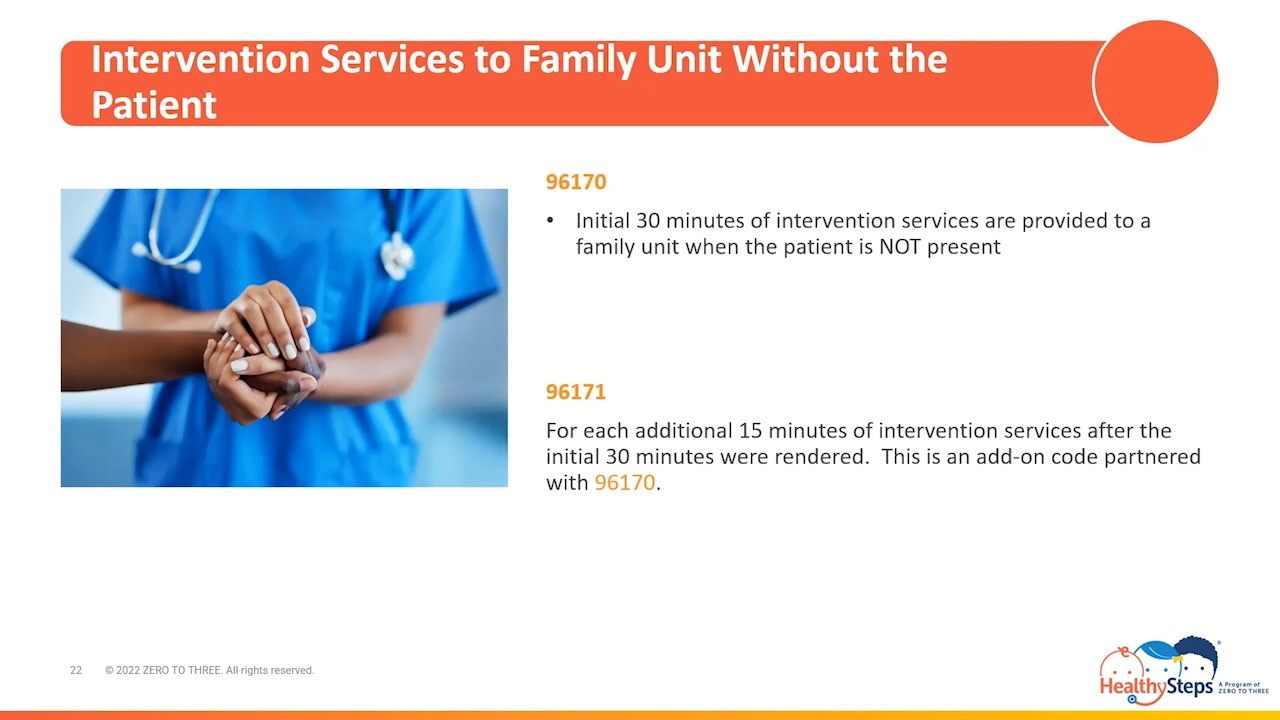 Intervention Services to Family Unit Without the
Patient
96170
• Initial 30 minutes of intervention services are provided to a
family unit when the patient is NOT present
96171
For each additional 15 minutes of intervention services after the
initial 30 minutes were rendered.  This is an add-on code partnered
with 96170.
22 © 2022 ZERO TO THREE. All rights reserved.
HealthySteps ® A Program of
ZERO TO THREE